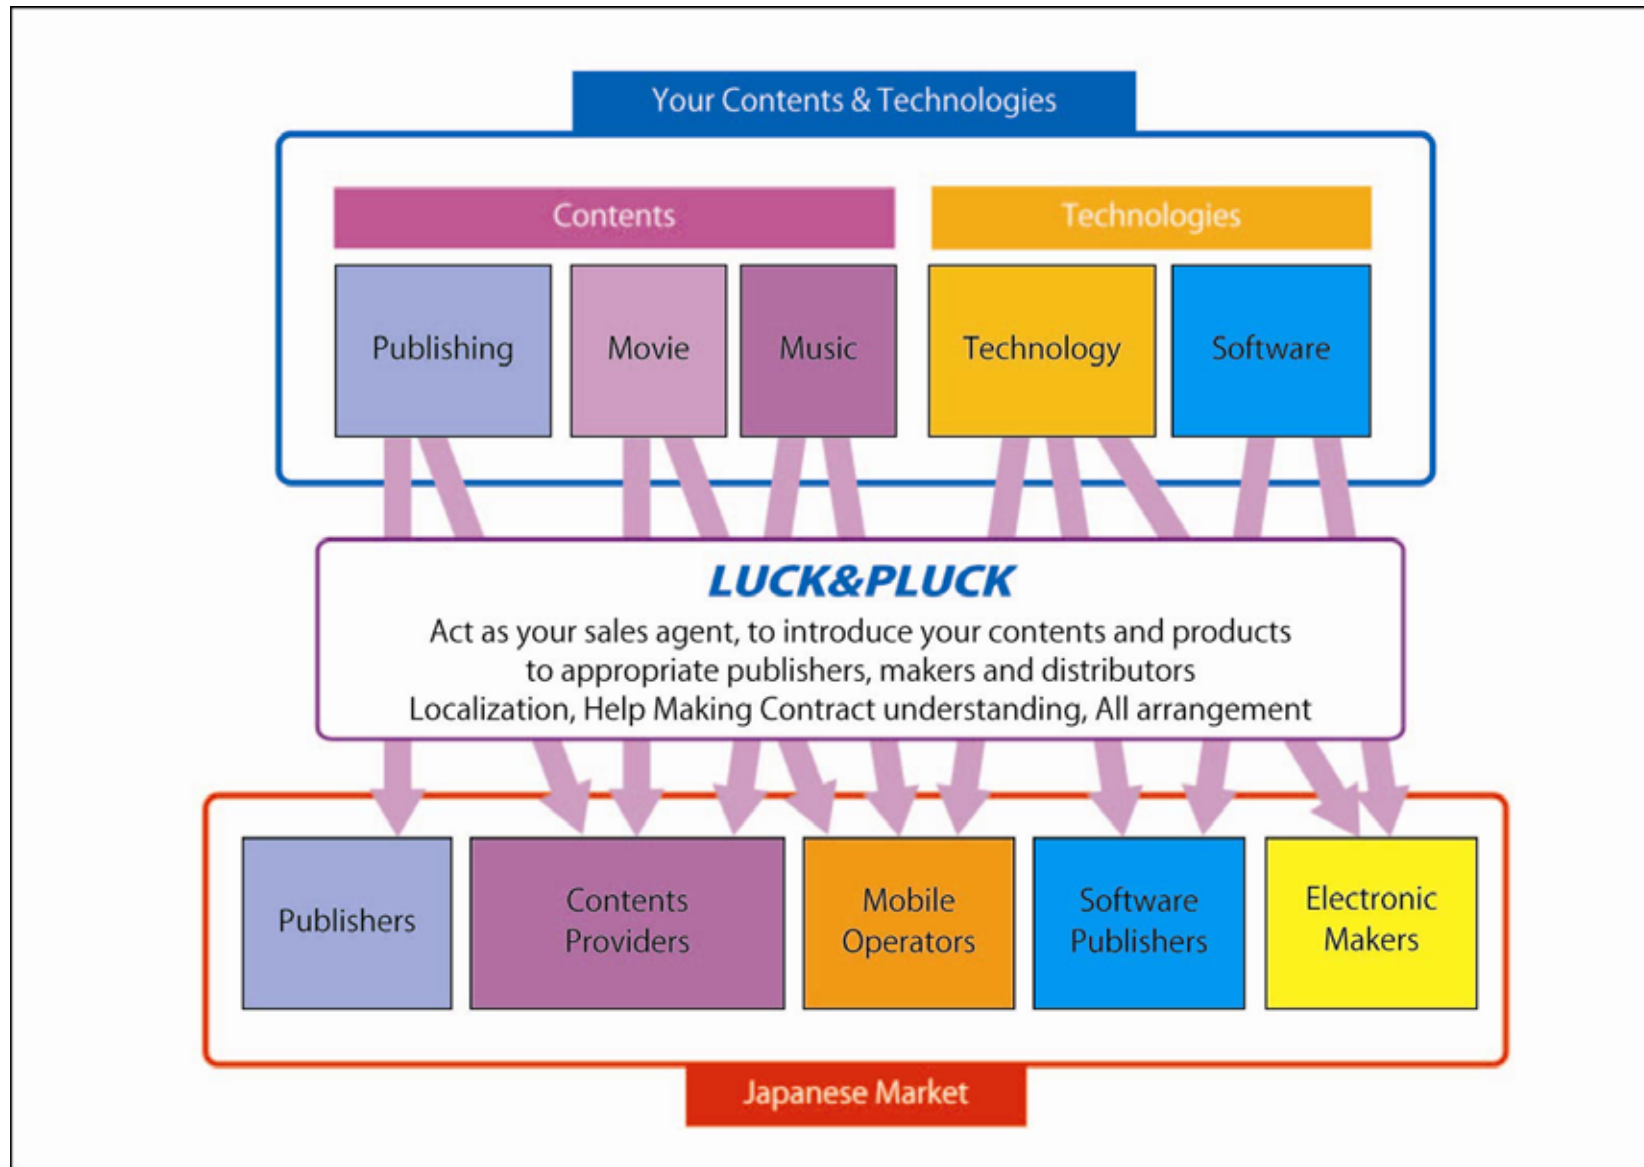 Your Contents & Technologies
Contents
Technologies
Publishing
Movie
Music
Technology
Software
LUCK&PLUCK
Act as your sales agent, to introduce your contents and products
to appropriate publishers, makers and distributors
Localization, Help Making Contract understanding, All arrangement
Publishers
Contents
Providers
Mobile
Operators
Software
Publishers
Electronic
Makers
Japanese Market